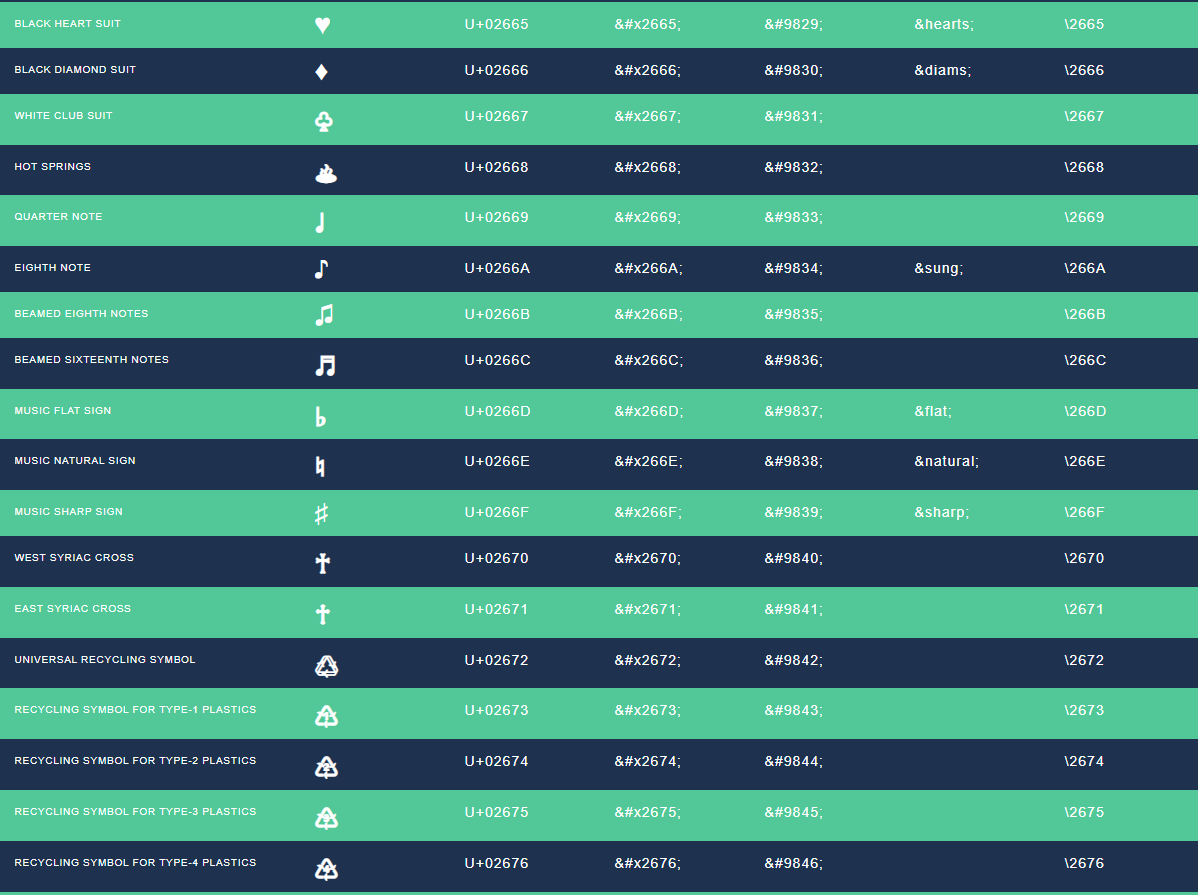 BLACK HEART SUIT ♥ U+02665 &#x2665; &#9829; &hearts; \2665
BLACK DIAMOND SUIT ♦ U+02666 &#x2666; &#9830; &diams; \2666
WHITE CLUB SUIT ♧ U+02667 &#x2667; &#9831; \2667
HOT SPRINGS ♨ U+02668 &#x2668; &#9832; \2668
QUARTER NOTE ♩ U+02669 &#x2669; &#9833; \2669
EIGHTH NOTE ♪ U+0266A &#x266A; &#9834; &sung; \266A
BEAMED EIGHTH NOTES ♫ U+0266B &#x266B; &#9835; \266B
BEAMED SIXTEENTH NOTES ♬ U+0266C &#x266C; &#9836; \266C
MUSIC FLAT SIGN ♭ U+0266D &#x266D; &#9837; &flat; \266D
MUSIC NATURAL SIGN ♮ U+0266E &#x266E; &#9838; &natural; \266E
MUSIC SHARP SIGN ♯ U+0266F &#x266F; &#9839; &sharp; \266F
WEST SYRIAC CROSS ♰ U+02670 &#x2670; &#9840; \2670
EAST SYRIAC CROSS ♱ U+02671 &#x2671; &#9841; \2671
UNIVERSAL RECYCLING SYMBOL ♲ U+02672 &#x2672; &#9842; \2672
RECYCLING SYMBOL FOR TYPE-1 PLASTICS ♳ U+02673 &#x2673; &#9843; \2673
RECYCLING SYMBOL FOR TYPE-2 PLASTICS ♴ U+02674 &#x2674; &#9844; \2674
RECYCLING SYMBOL FOR TYPE-3 PLASTICS ♵ U+02675 &#x2675; &#9845; \2675
RECYCLING SYMBOL FOR TYPE-4 PLASTICS ♶ U+02676 &#x2676; &#9846; \2676